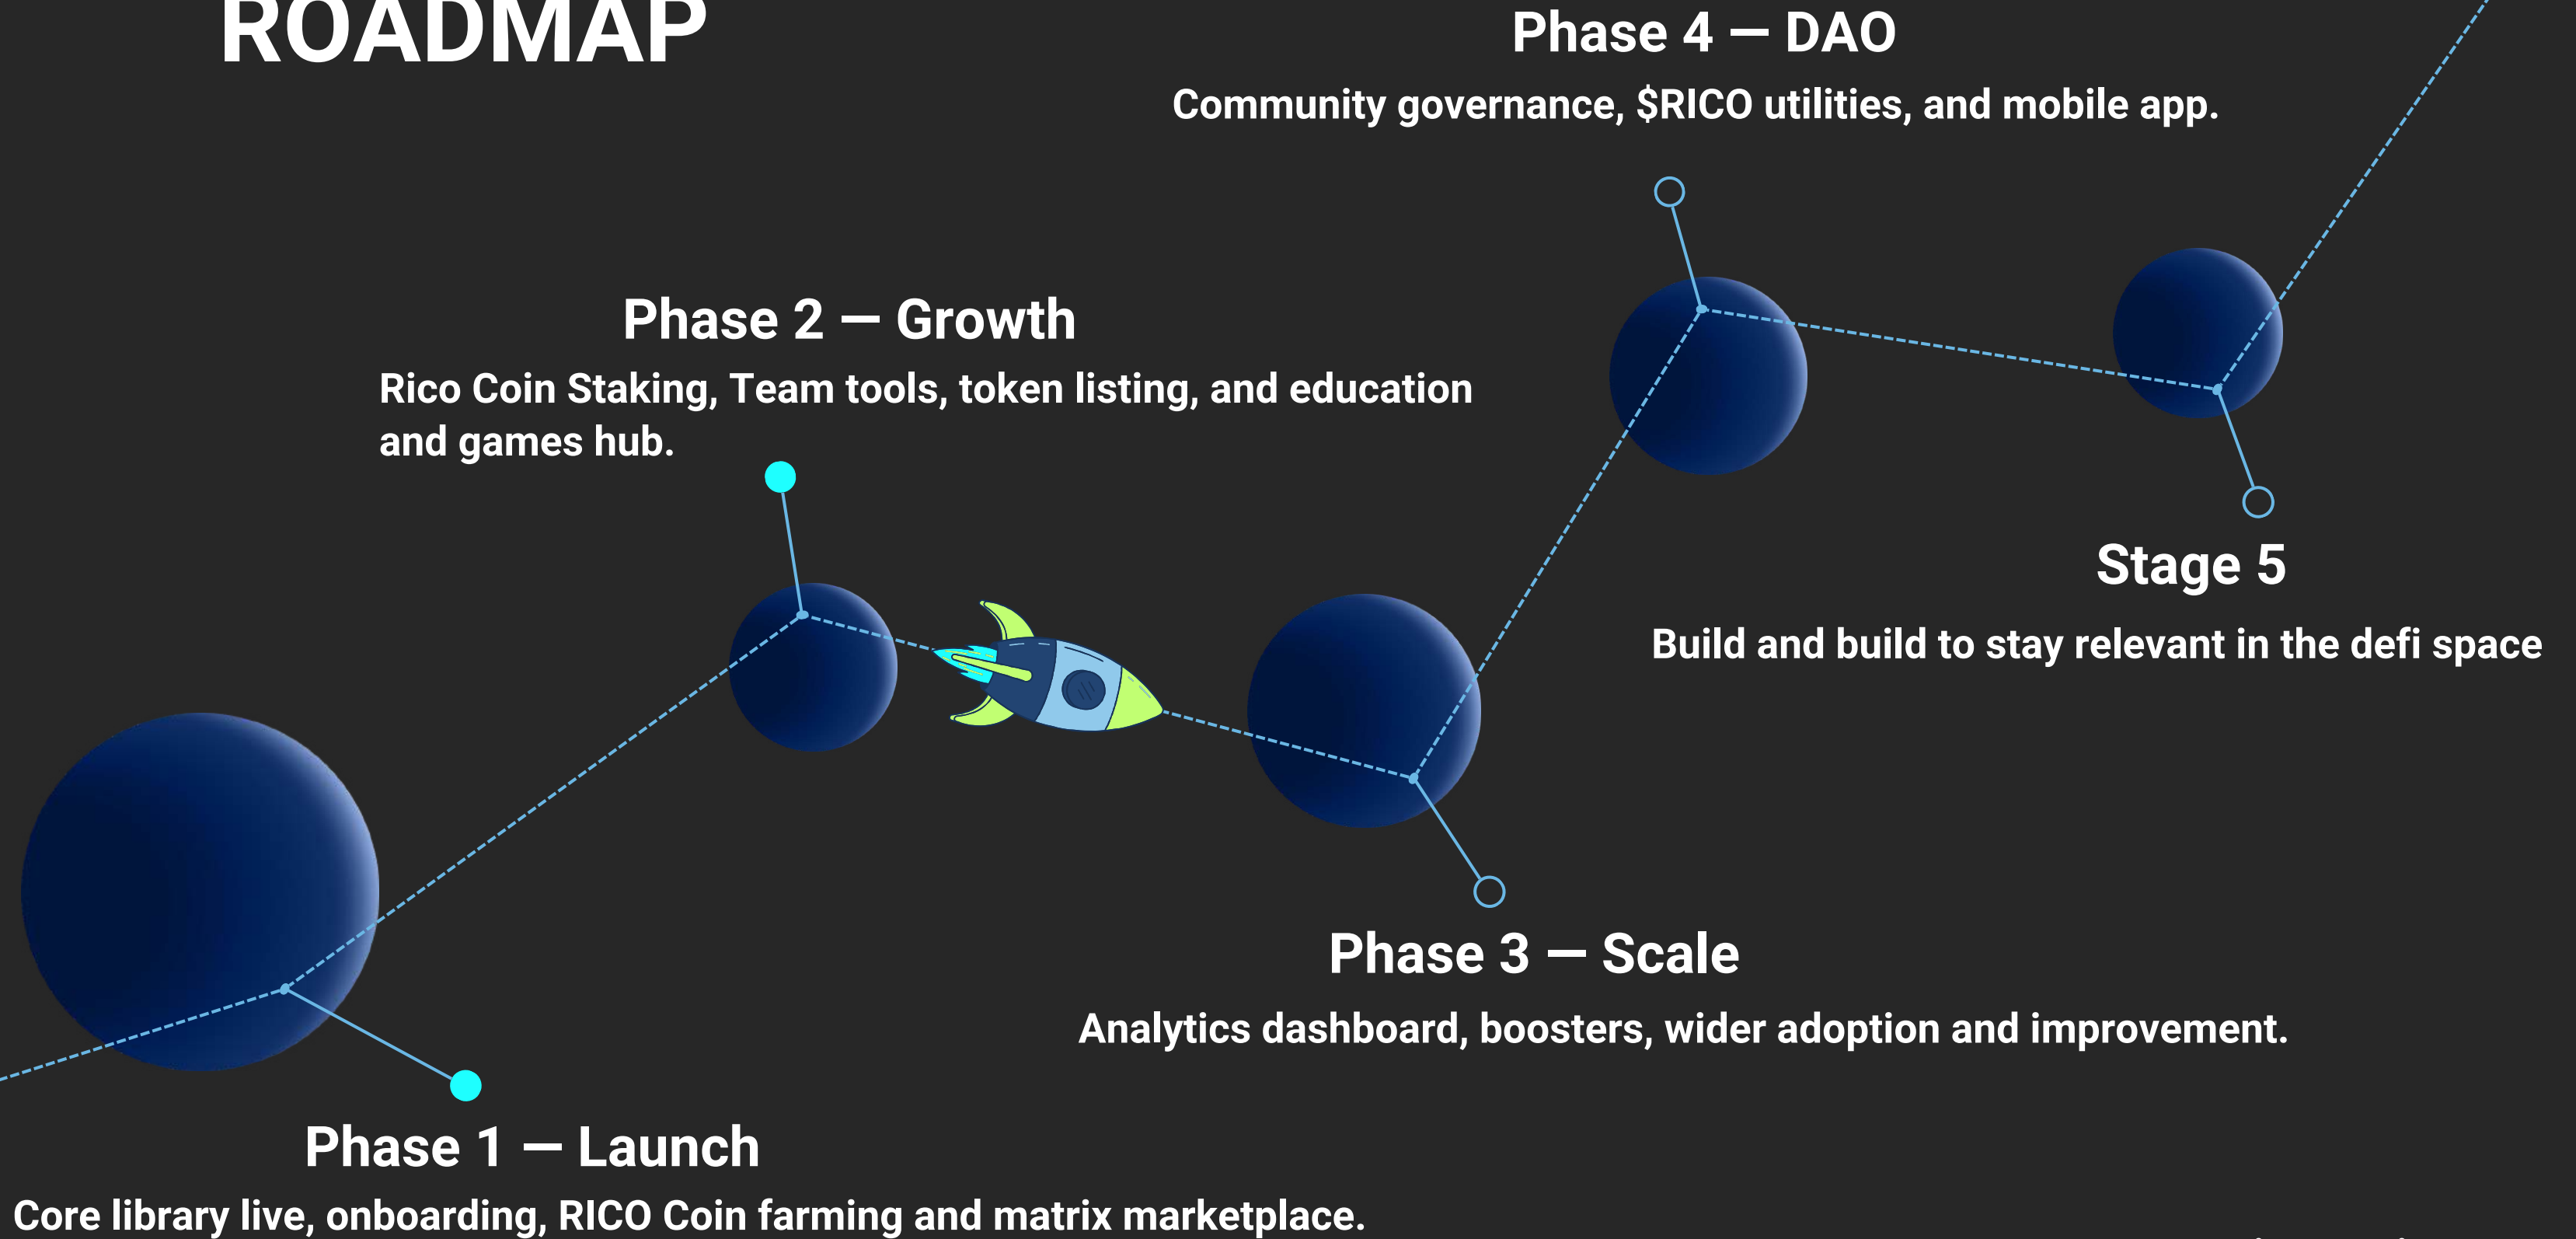 ROADMAP
Phase 4 — DAO
Community governance, $RICO utilities, and mobile app.
Phase 2 — Growth
Rico Coin Staking, Team tools, token listing, and education
and games hub.
Stage 5
Build and build to stay relevant in the defi space
Phase 3 — Scale
Analytics dashboard, boosters, wider adoption and improvement.
Phase 1 — Launch
Core library live, onboarding, RICO Coin farming and matrix marketplace.